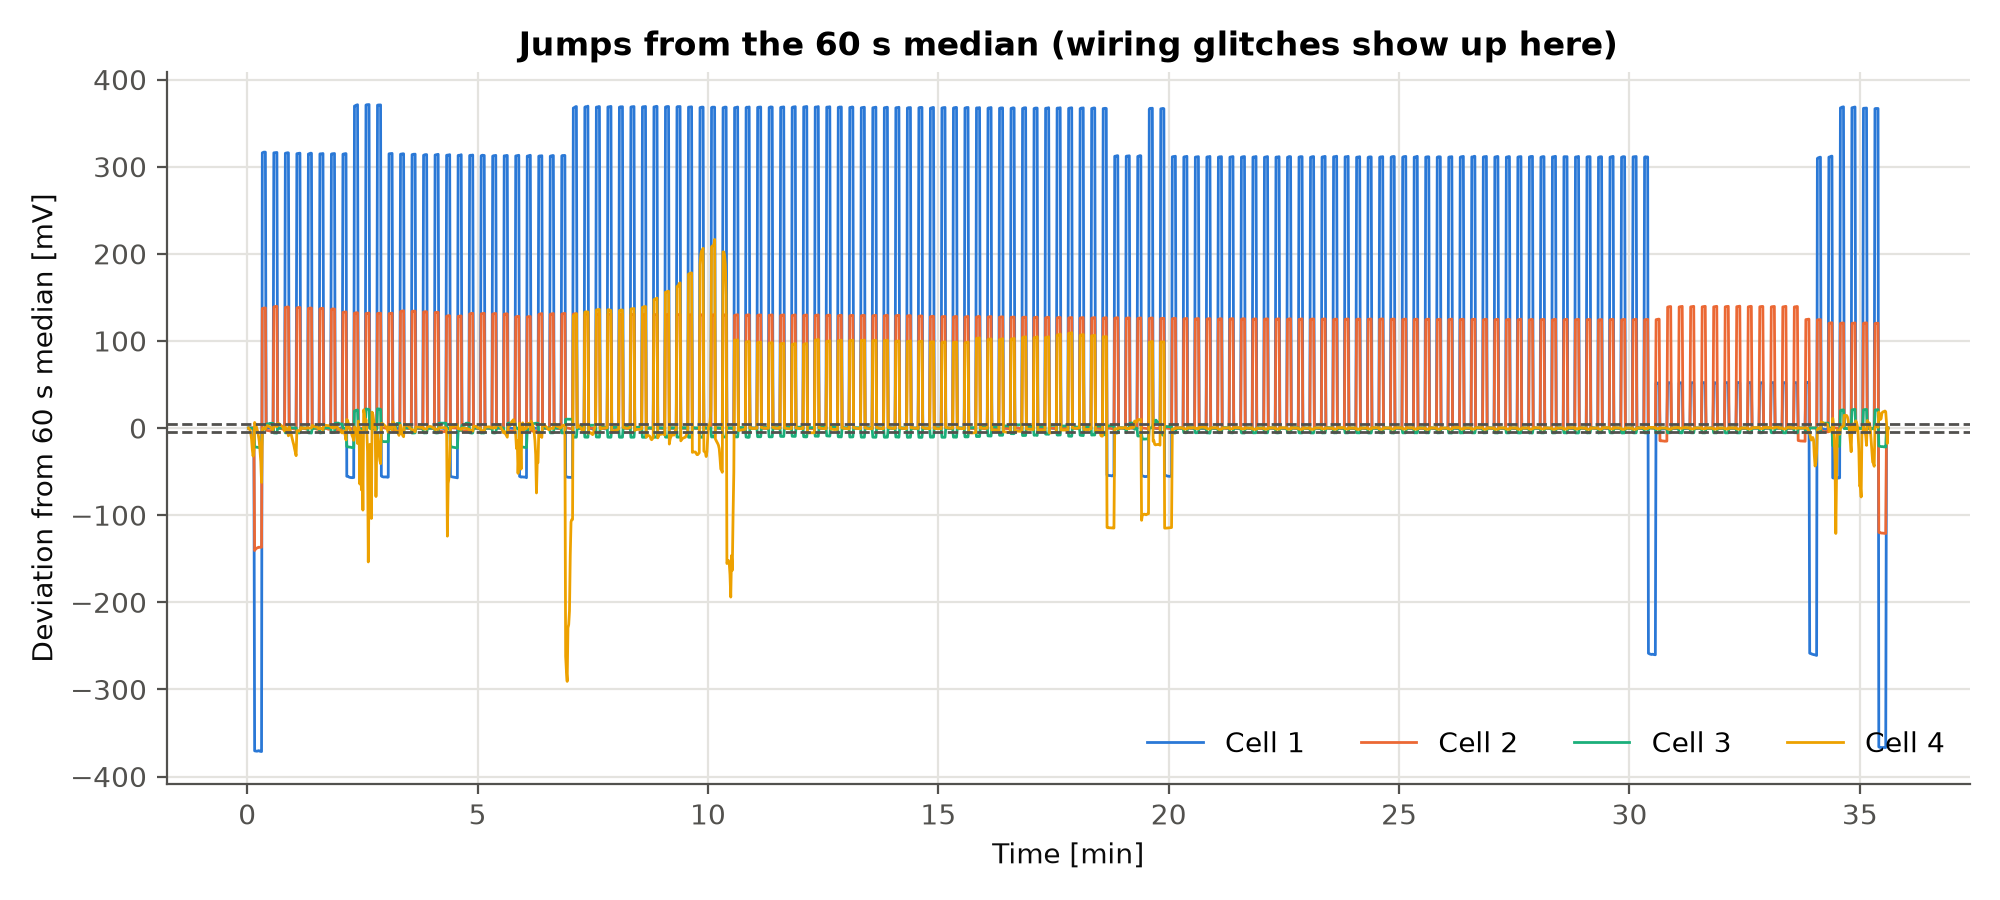 Jumps from the 60 s median (wiring glitches show up here)
Deviation from 60 s median [mV]
400
300
200
100
0
−100
−200
−300
−400
Cell 1 Cell 2 Cell 3 Cell 4
0 5 10 15 20 25 30 35
Time [min]